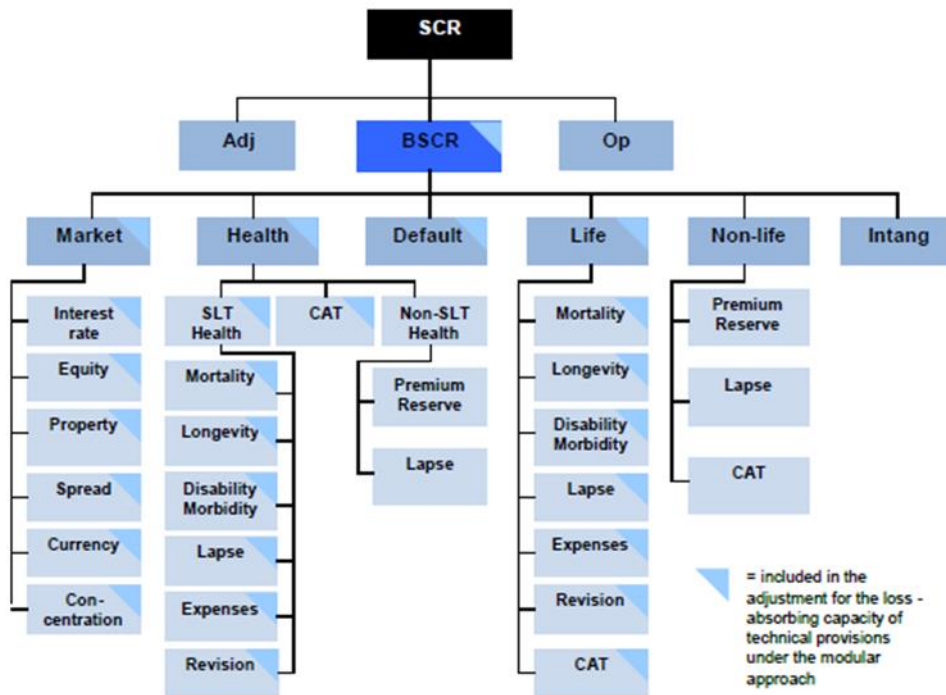 SCR
Adj
BSCR
Op
Market
Health
Default
Life
Non-life
Intang
Interest
rate
Equity
Property
Spread
Currency
Con-
centration
SLT
Health
CAT
Non-SLT
Health
Mortality
Longevity
Disability
Morbidity
Lapse
Expenses
Revision
Premium
Reserve
Lapse
Mortality
Longevity
Disability
Morbidity
Lapse
Expenses
Revision
CAT
Premium
Reserve
Lapse
CAT
= included in the
adjustment for the loss -
absorbing capacity of
technical provisions
under the modular
approach